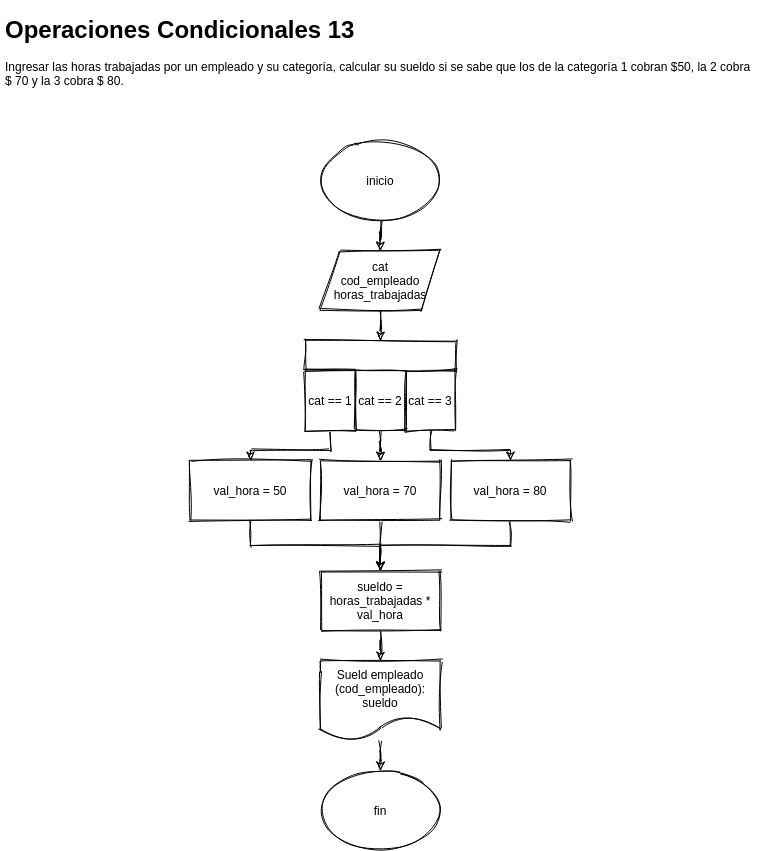 Operaciones Condicionales 13
Ingresar las horas trabajadas por un empleado y su categoría, calcular su sueldo si se sabe que los de la categoría 1 cobran $50, la 2 cobra
$ 70 y la 3 cobra $ 80.
inicio
cat
cod_empleado
horas_trabajadas
cat == 1
cat == 2
cat == 3
val_hora = 50
val_hora = 70
val_hora = 80
sueldo =
horas_trabajadas *
val_hora
Sueld empleado
(cod_empleado):
sueldo
fin